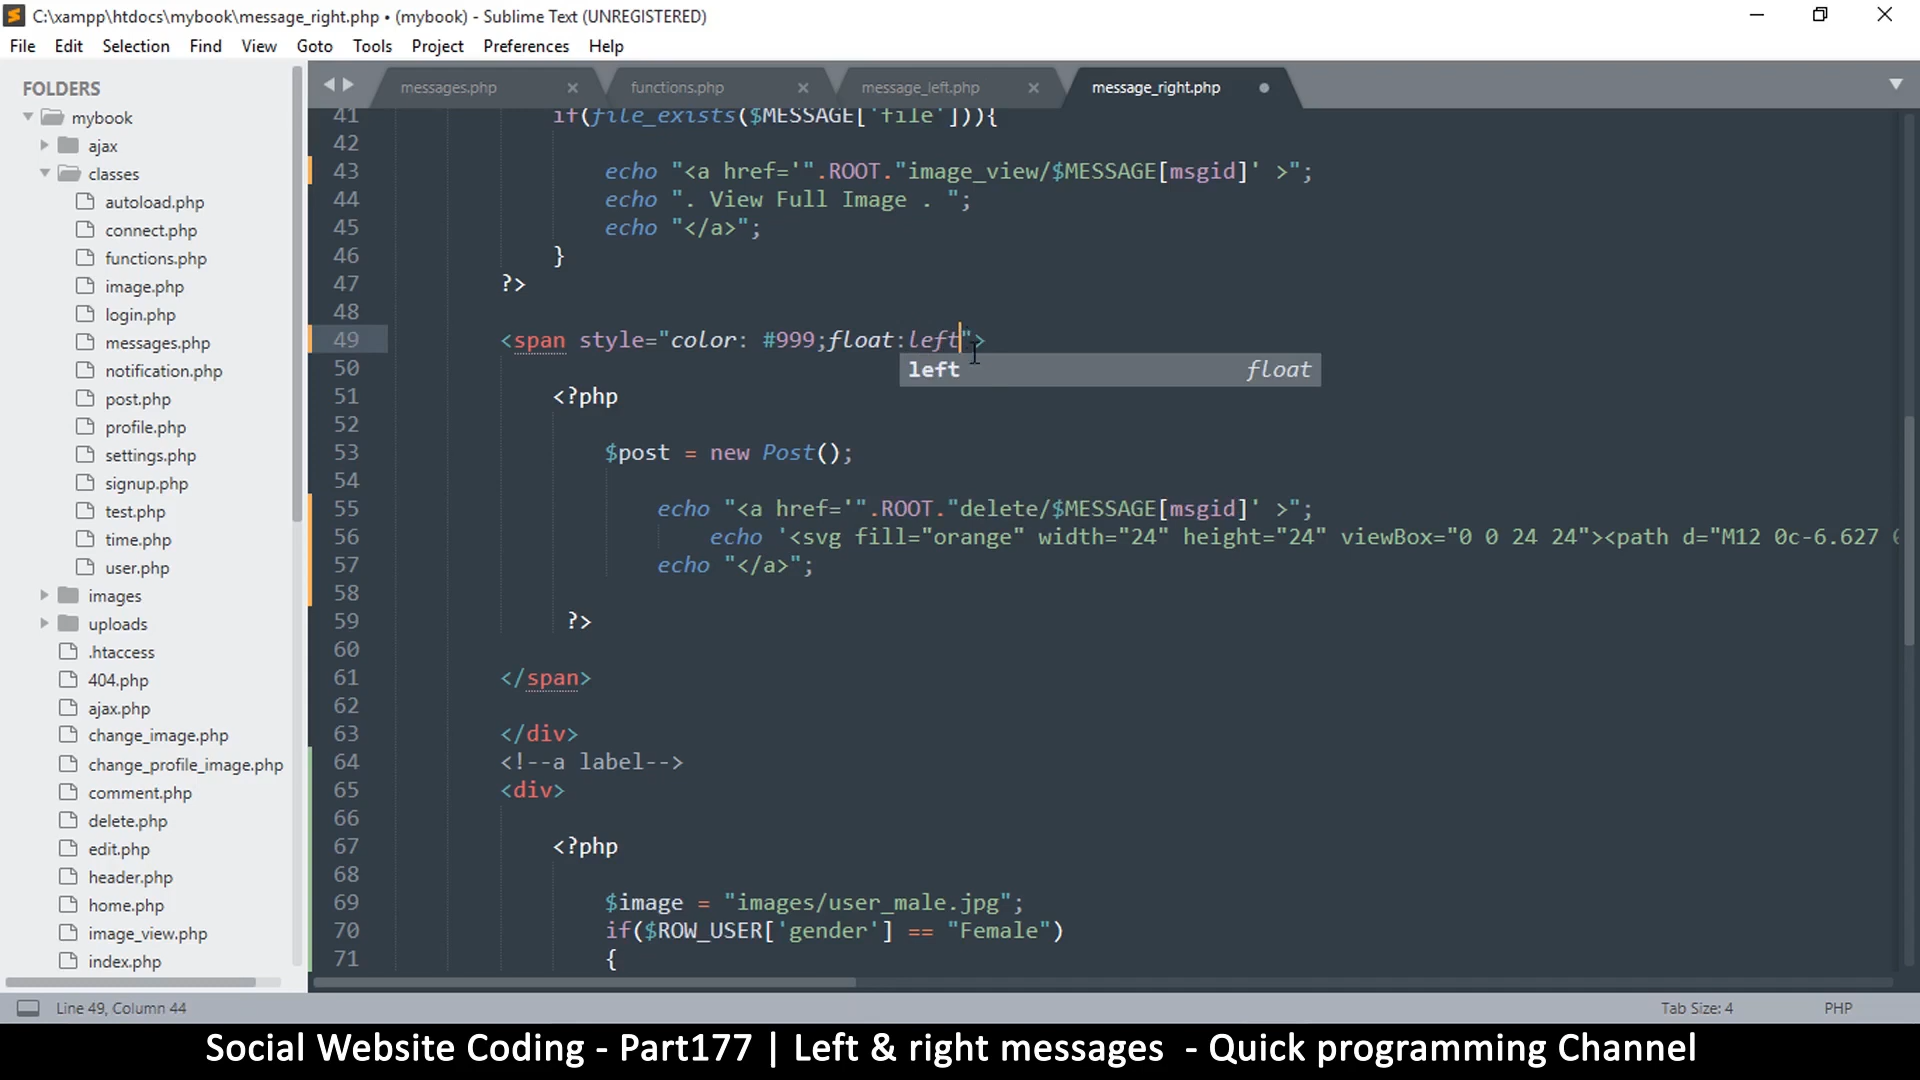 C:\xampp\htdocs\mybook\message_right.php • (mybook) - Sublime Text (UNREGISTERED)
File Edit Selection Find View Goto Tools Project Preferences Help
FOLDERS
mybook
ajax
classes
autoload.php
connect.php
functions.php
image.php
login.php
messages.php
notification.php
post.php
profile.php
settings.php
signup.php
test.php
time.php
user.php
images
uploads
.htaccess
404.php
ajax.php
change_image.php
change_profile_image.php
comment.php
delete.php
edit.php
header.php
home.php
image_view.php
index.php
messages.php functions.php message_left.php message_right.php
41 if(file_exists($MESSAGE['file'])){
42
43 echo "<a href='".ROOT."image_view/$MESSAGE[msgid]' >";
44 echo ". View Full Image . ";
45 echo "</a>";
46 }
47 ?>
48
49 <span style="color: #999;float:left">
left float
50
51 <?php
52
53 $post = new Post();
54
55 echo "<a href='".ROOT."delete/$MESSAGE[msgid]' >";
56 echo '<svg fill="orange" width="24" height="24" viewBox="0 0 24 24"><path d="M12 0c-6.627
57 echo "</a>";
58
59 ?>
60
61 </span>
62
63 </div>
64 <!--a label-->
65 <div>
66
67 <?php
68
69 $image = "images/user_male.jpg";
70 if($ROW_USER['gender'] == "Female")
71 {
Line 49, Column 44 Tab Size: 4 PHP
Social Website Coding - Part177 | Left & right messages - Quick programming Channel